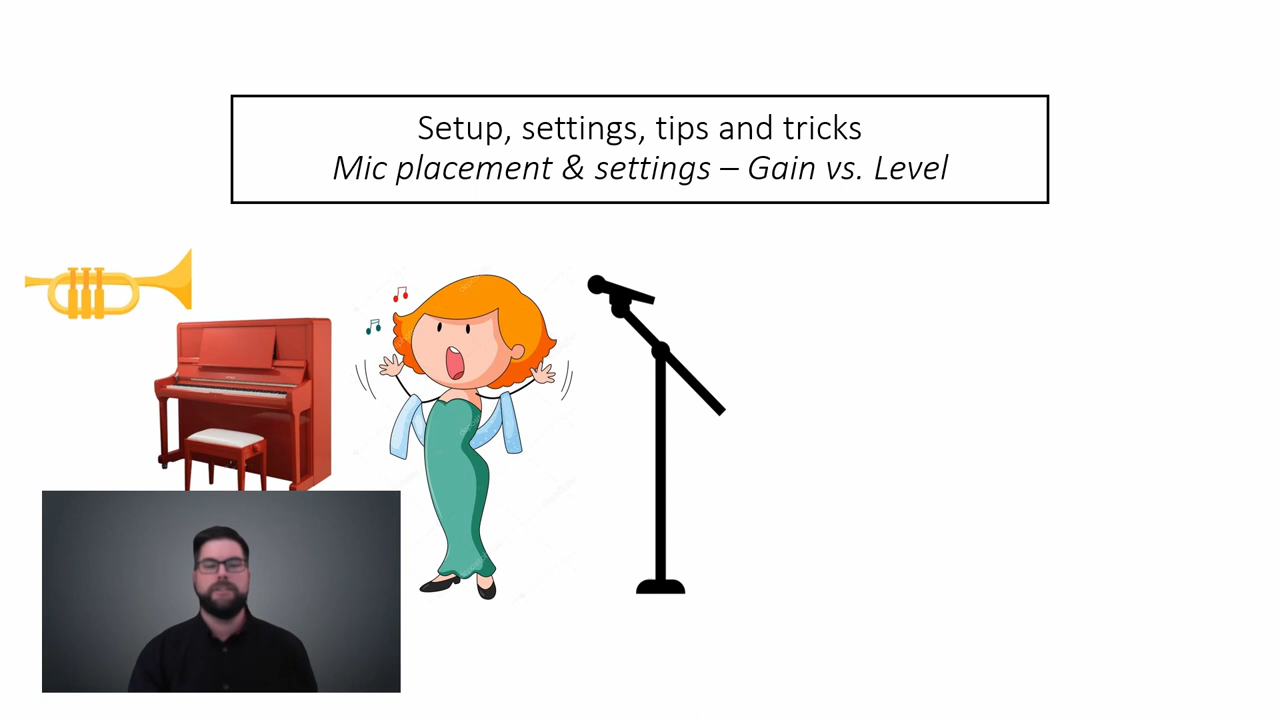 Setup, settings, tips and tricks
Mic placement & settings – Gain vs. Level